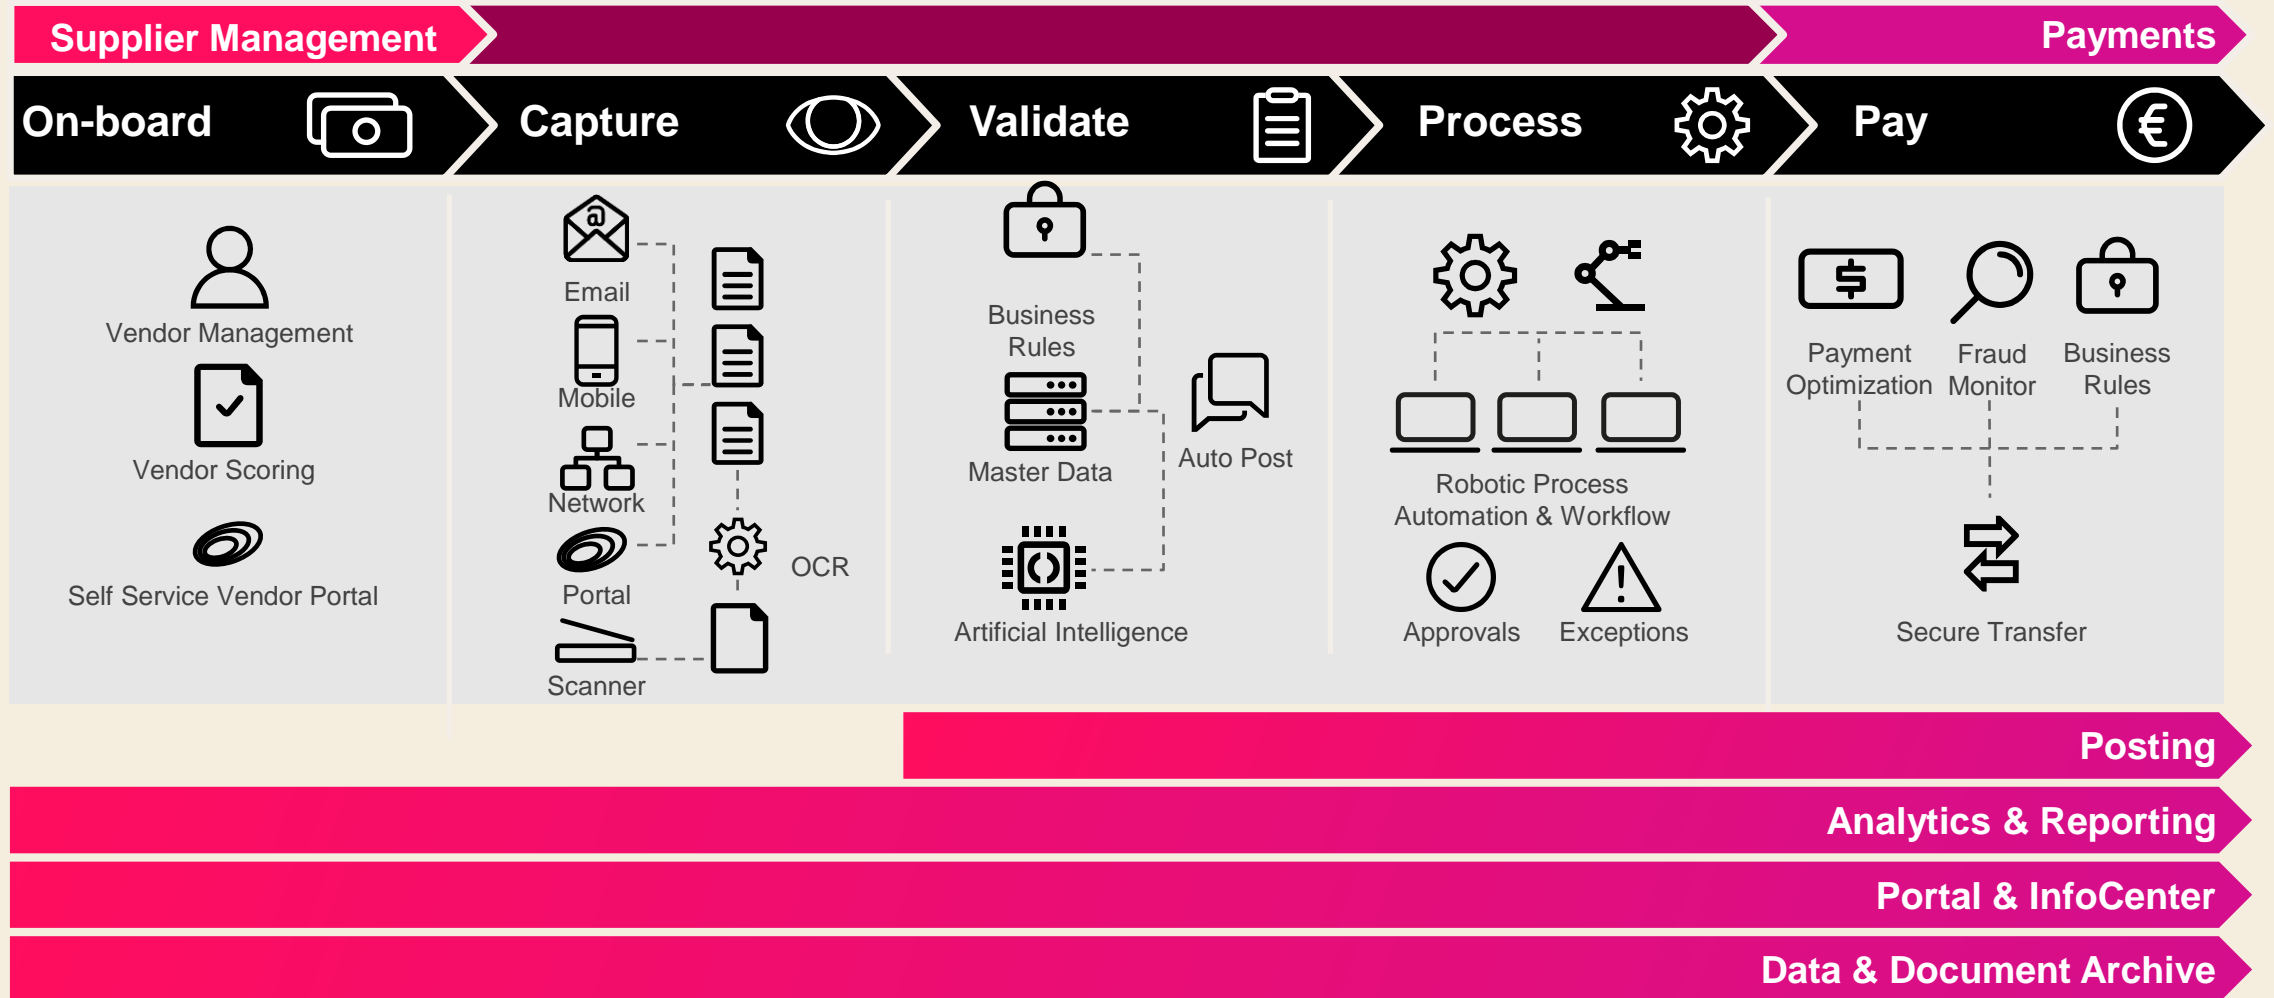 Supplier Management
Payments
On-board
Capture
Validate
Process
Pay
€
Vendor Management
Vendor Scoring
Self Service Vendor Portal
@
Email
Mobile
Network
Portal
Scanner
OCR
Business
Rules
Master Data
Artificial Intelligence
Auto Post
Robotic Process
Automation & Workflow
Approvals
!
Exceptions
$
Payment
Optimization
Fraud
Monitor
Business
Rules
Secure Transfer
Posting
Analytics & Reporting
Portal & InfoCenter
Data & Document Archive